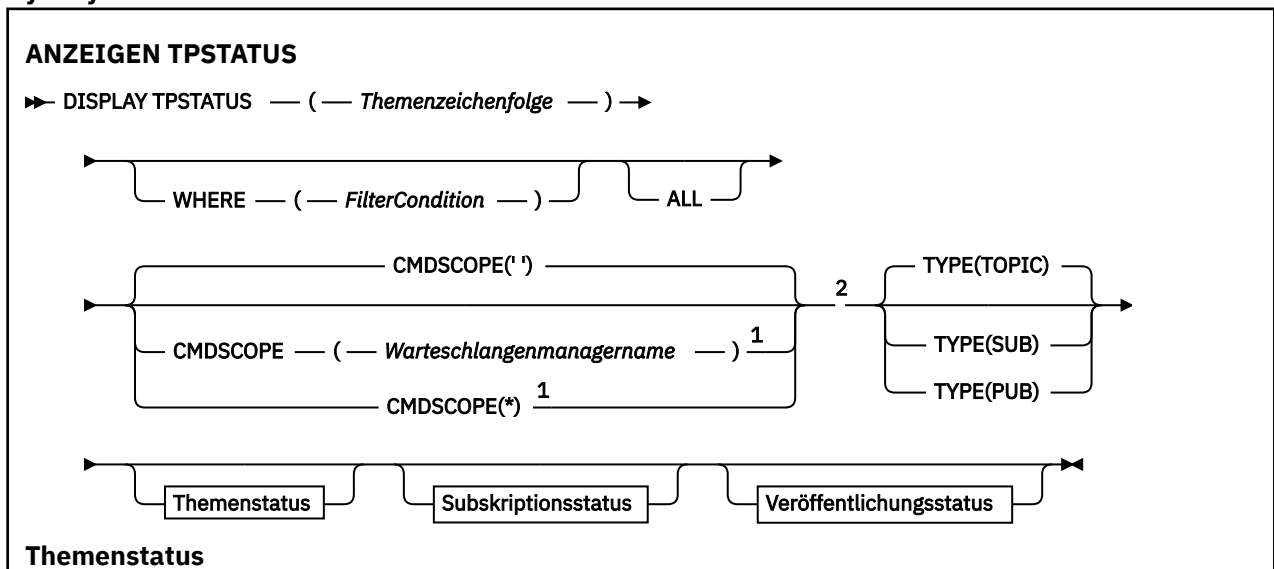 ANZEIGEN TPSTATUS
DISPLAY TPSTATUS ( Themenzeichenfolge )
WHERE ( FilterCondition ) ALL
CMDSCOPE(' ') TYPE(TOPIC)
2
CMDSCOPE ( Warteschlangenmanagername ) 1 TYPE(SUB)
CMDSCOPE(*) 1 TYPE(PUB)
Themenstatus Subskriptionsstatus Veröffentlichungsstatus
Themenstatus